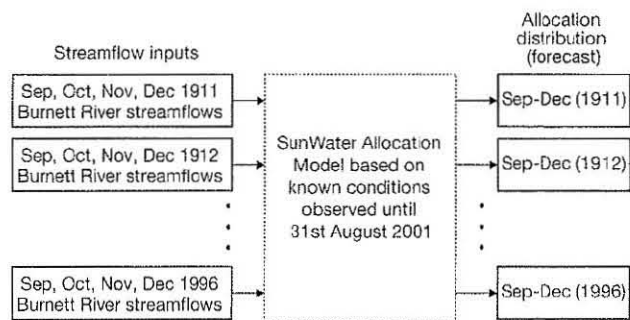 Streamflow inputs
Allocation
distribution
(forecast)
Sep, Oct, Nov, Dec 1911
Burnett River streamflows
Sep-Dec (1911)
Sep, Oct, Nov, Dec 1912
Burnett River streamflows
SunWater Allocation
Model based on
known conditions
observed until
31st August 2001
Sep-Dec (1912)
Sep, Oct, Nov, Dec 1996
Burnett River streamflows
Sep-Dec (1996)